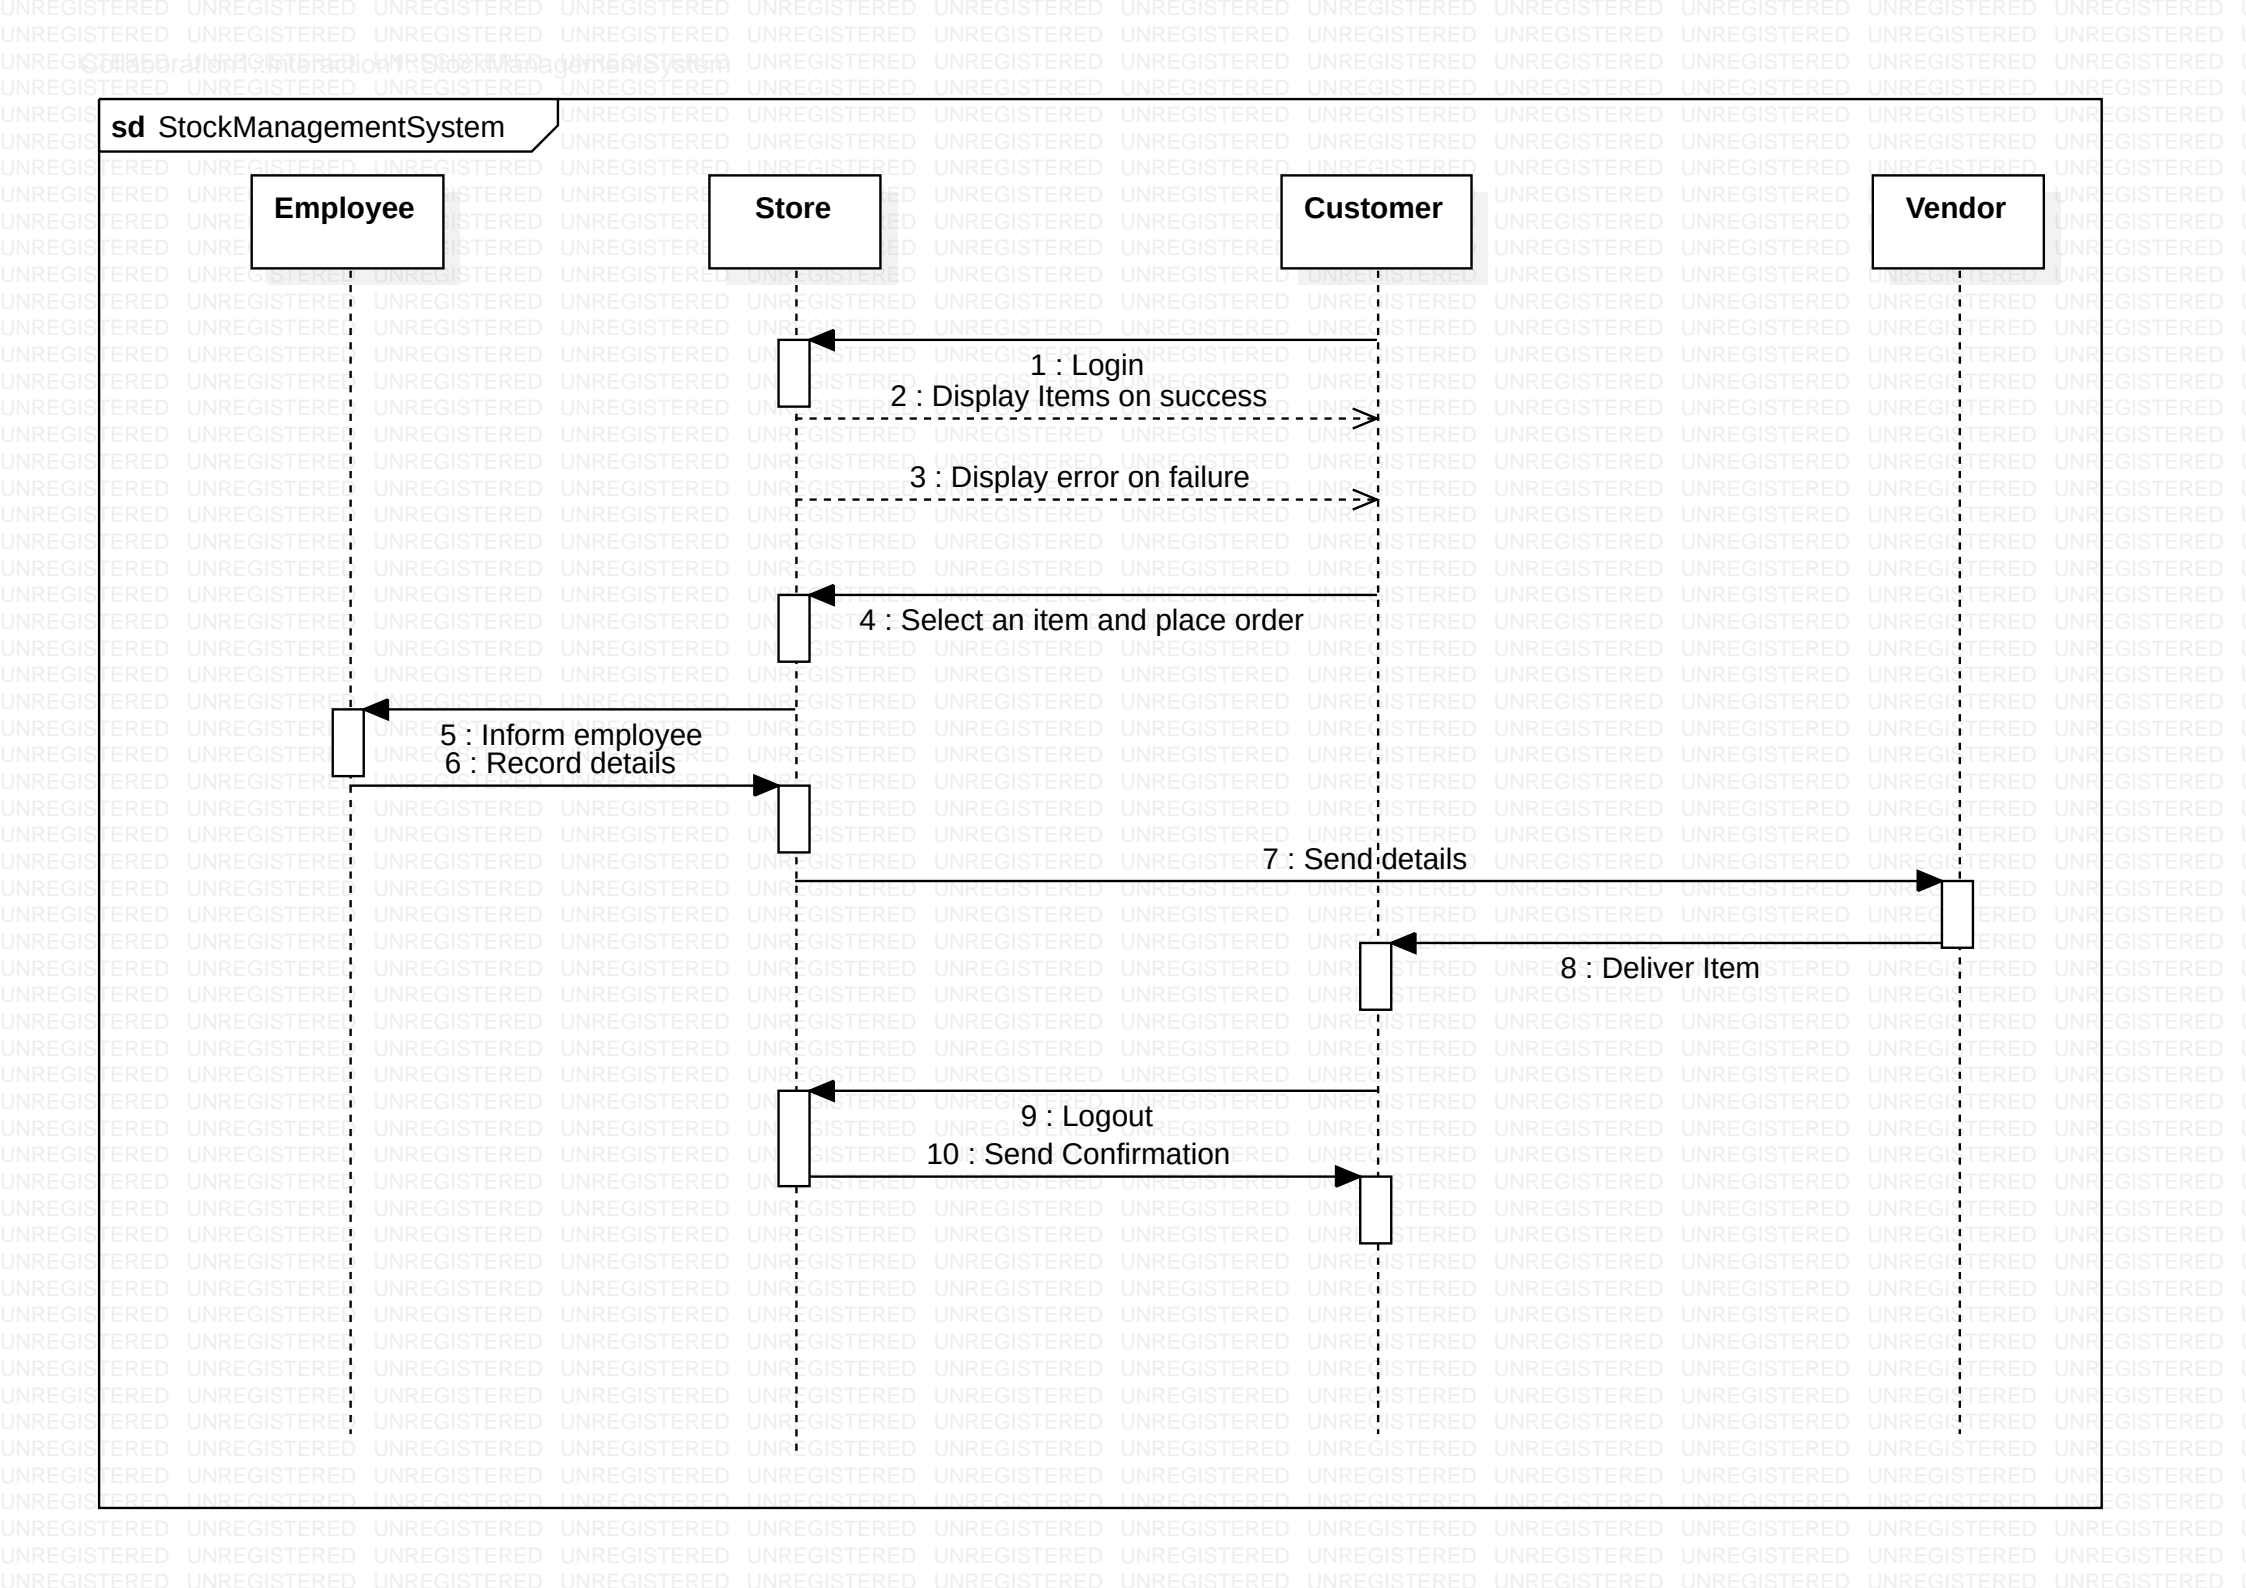 Collaboration1::Interaction1::StockManagementSystem
sd StockManagementSystem
Employee
Store
Customer
Vendor
1 : Login
2 : Display Items on success
3 : Display error on failure
4 : Select an item and place order
5 : Inform employee
6 : Record details
7 : Send details
8 : Deliver Item
9 : Logout
10 : Send Confirmation
UNREGISTERED